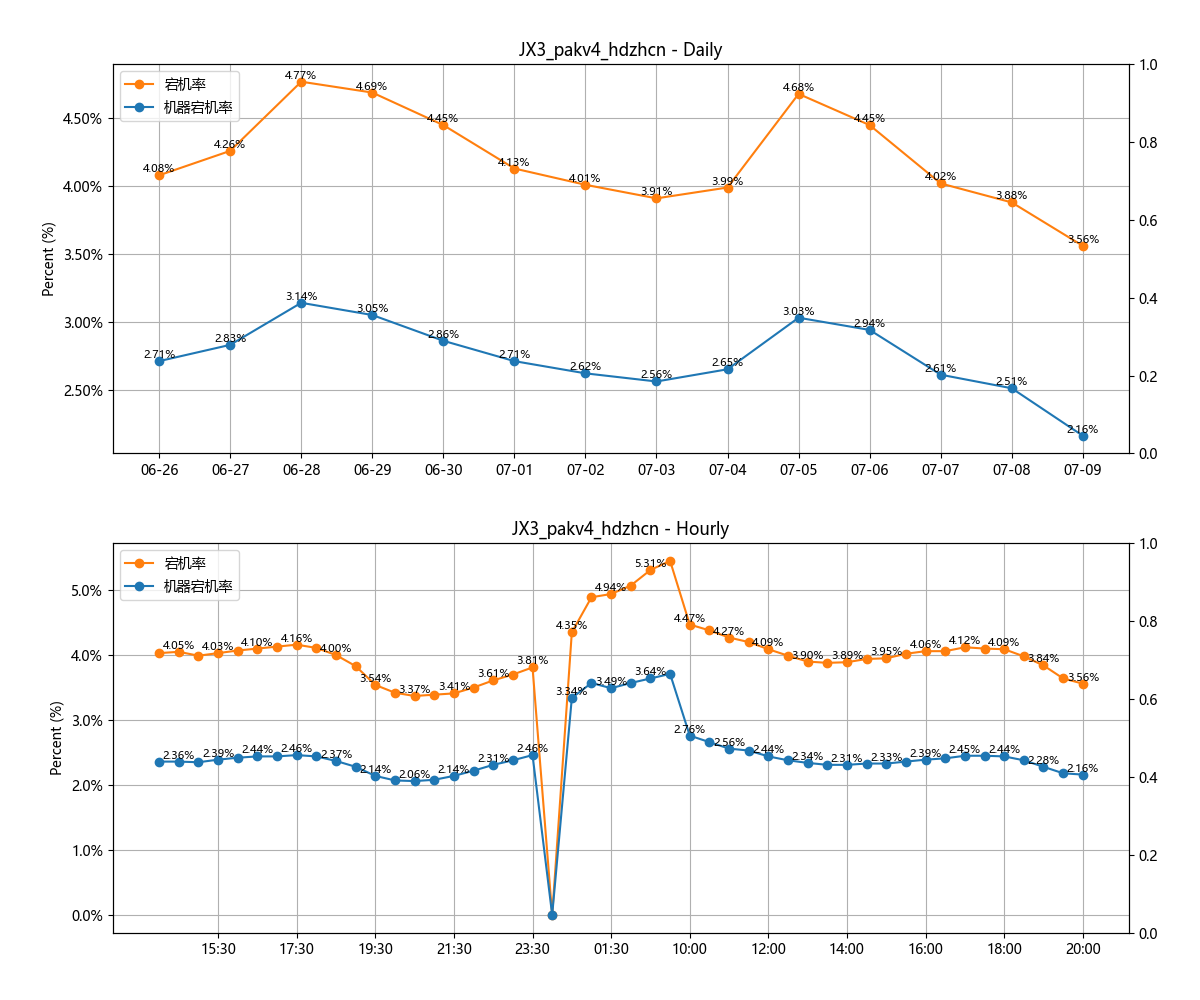 JX3_pakv4_hdzhcn - Daily
宕机率
机器宕机率
Percent (%)
4.50%
4.00%
3.50%
3.00%
2.50%
1.0
0.8
0.6
0.4
0.2
0.0
4.08% 4.26% 4.77% 4.69% 4.45% 4.13% 4.01% 3.91% 3.99% 4.68% 4.45% 4.02% 3.88% 3.56%
2.71% 2.83% 3.14% 3.05% 2.86% 2.71% 2.62% 2.56% 2.65% 3.03% 2.94% 2.61% 2.51% 2.16%
06-26 06-27 06-28 06-29 06-30 07-01 07-02 07-03 07-04 07-05 07-06 07-07 07-08 07-09
JX3_pakv4_hdzhcn - Hourly
宕机率
机器宕机率
Percent (%)
5.0%
4.0%
3.0%
2.0%
1.0%
0.0%
1.0
0.8
0.6
0.4
0.2
0.0
4.05% 4.03% 4.10% 4.16% 4.00% 3.54% 3.37% 3.41% 3.61% 3.81% 4.35% 4.94% 5.31% 4.47% 4.27% 4.09% 3.90% 3.89% 3.95% 4.06% 4.12% 4.09% 3.84% 3.56%
2.36% 2.39% 2.44% 2.46% 2.37% 2.14% 2.06% 2.14% 2.31% 2.46% 3.34% 3.49% 3.64% 2.76% 2.56% 2.44% 2.34% 2.31% 2.33% 2.39% 2.45% 2.44% 2.28% 2.16%
15:30 17:30 19:30 21:30 23:30 01:30 10:00 12:00 14:00 16:00 18:00 20:00